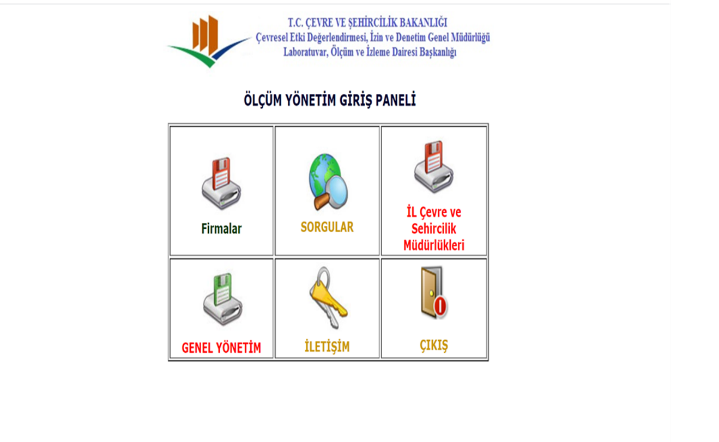 T.C. ÇEVRE VE ŞEHİRCİLİK BAKANLIĞI
Çevresel Etki Değerlendirmesi, İzin ve Denetim Genel Müdürlüğü
Laboratuvar, Ölçüm ve İzleme Dairesi Başkanlığı
ÖLÇÜM YÖNETİM GİRİŞ PANELİ
Firmalar
SORGULAR
İL Çevre ve
Sehircilik
Müdürlükleri
GENEL YÖNETİM
İLETİŞİM
ÇIKIŞ